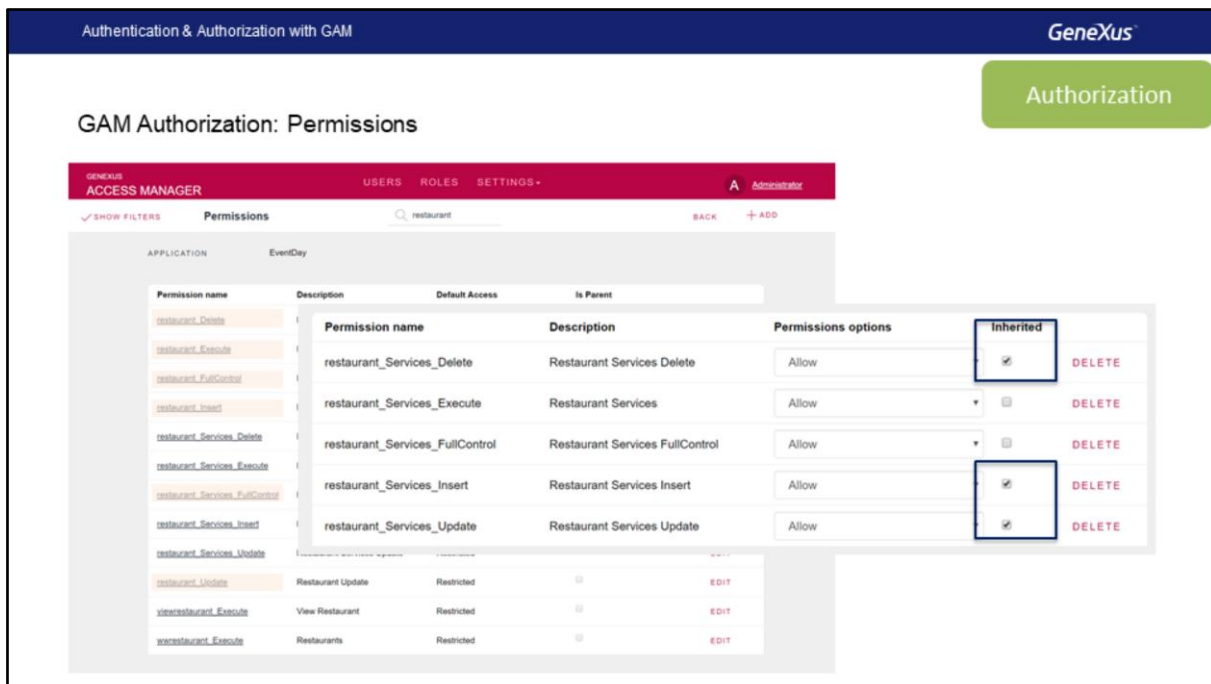 Authentication & Authorization with GAM
GeneXus™
Authorization
GAM Authorization: Permissions
GENEXUS
ACCESS MANAGER
USERS ROLES SETTINGS
A Administrator
SHOW FILTERS Permissions restaurant BACK + ADD
APPLICATION EventDay
Permission name Description Default Access Is Parent
restaurant_Delete
restaurant_Execute
restaurant_FullControl
restaurant_Insert
restaurant_Services_Delete
restaurant_Services_Execute
restaurant_Services_FullControl
restaurant_Services_Insert
restaurant_Services_Update
restaurant_Update Restaurant Update Restricted EDIT
viewrestaurant_Execute View Restaurant Restricted EDIT
wwrestaurant_Execute Restaurants Restricted EDIT
Permission name Description Permissions options Inherited
restaurant_Services_Delete Restaurant Services Delete Allow DELETE
restaurant_Services_Execute Restaurant Services Allow DELETE
restaurant_Services_FullControl Restaurant Services FullControl Allow DELETE
restaurant_Services_Insert Restaurant Services Insert Allow DELETE
restaurant_Services_Update Restaurant Services Update Allow DELETE